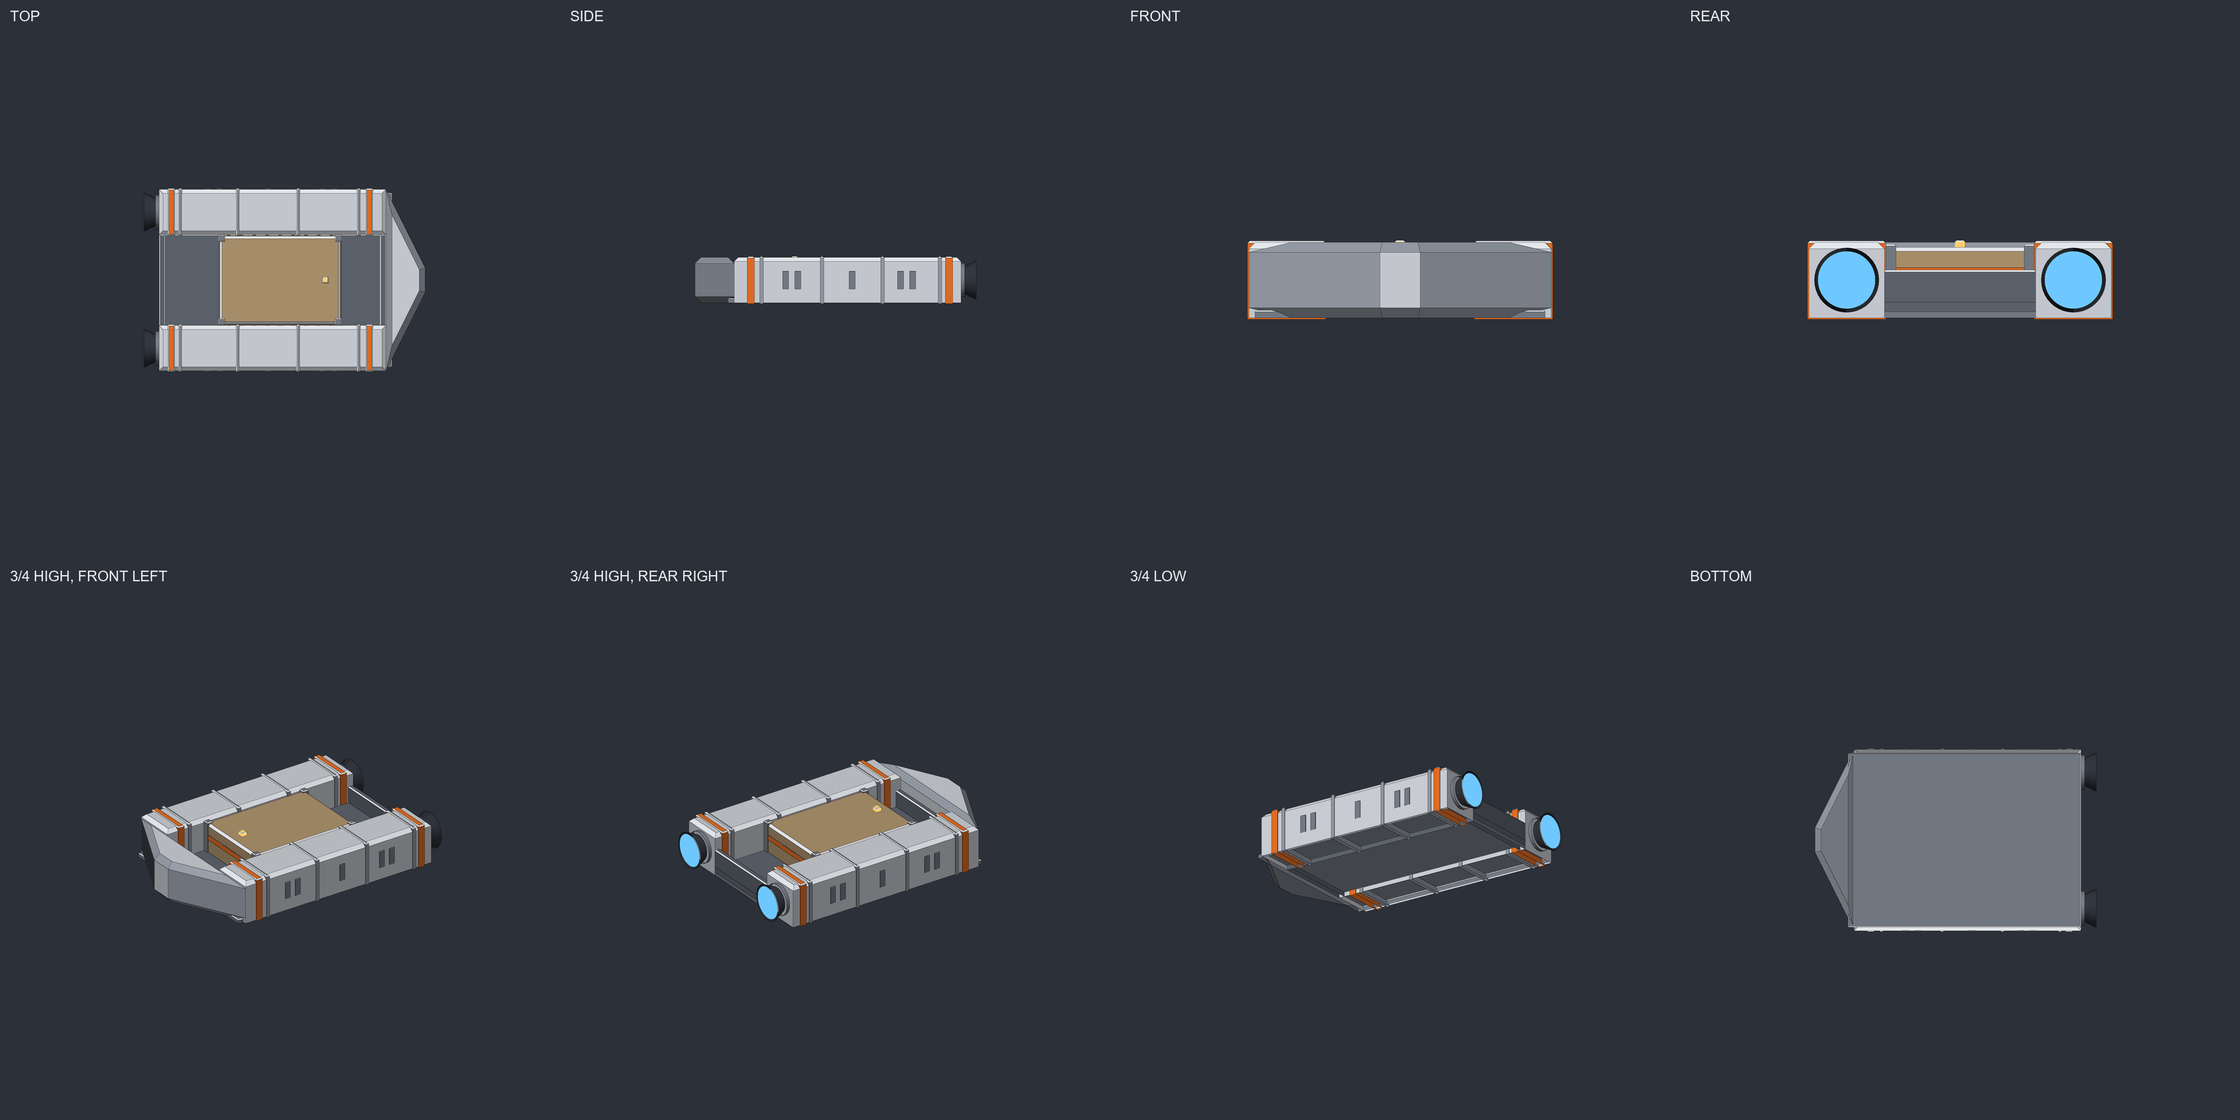 TOP
SIDE
FRONT
REAR
3/4 HIGH, FRONT LEFT
3/4 HIGH, REAR RIGHT
3/4 LOW
BOTTOM